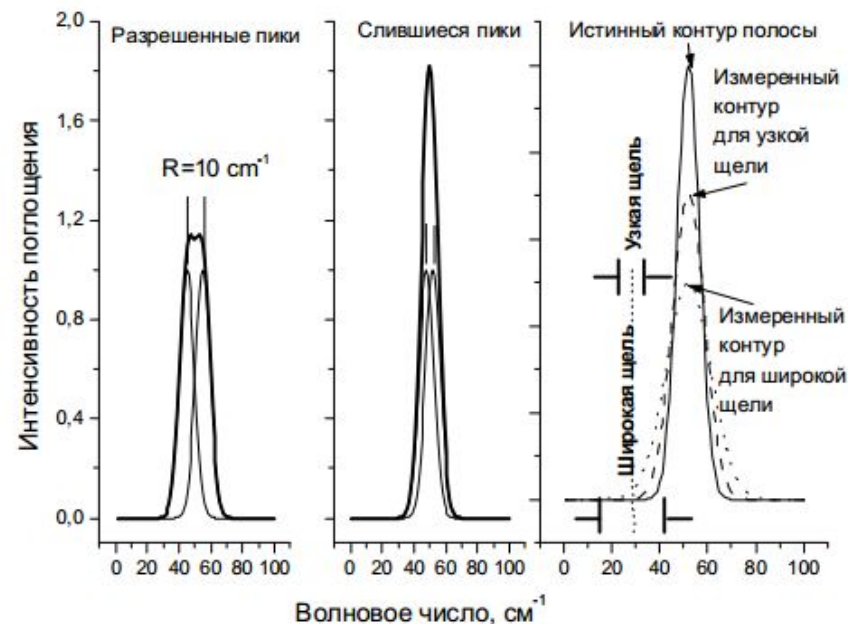 2,0
1,6
1,2
0,8
0,4
0,0
Интенсивность поглощения
Разрешенные пики
R=10 cm-1
0 20 40 60 80 100
Слившиеся пики
0 20 40 60 80 100
Истинный контур полосы
Измеренный
контур
для узкой
щели
Узкая щель
Широкая щель
Измеренный
контур
для широкой
щели
0 20 40 60 80 100
Волновое число, см-1